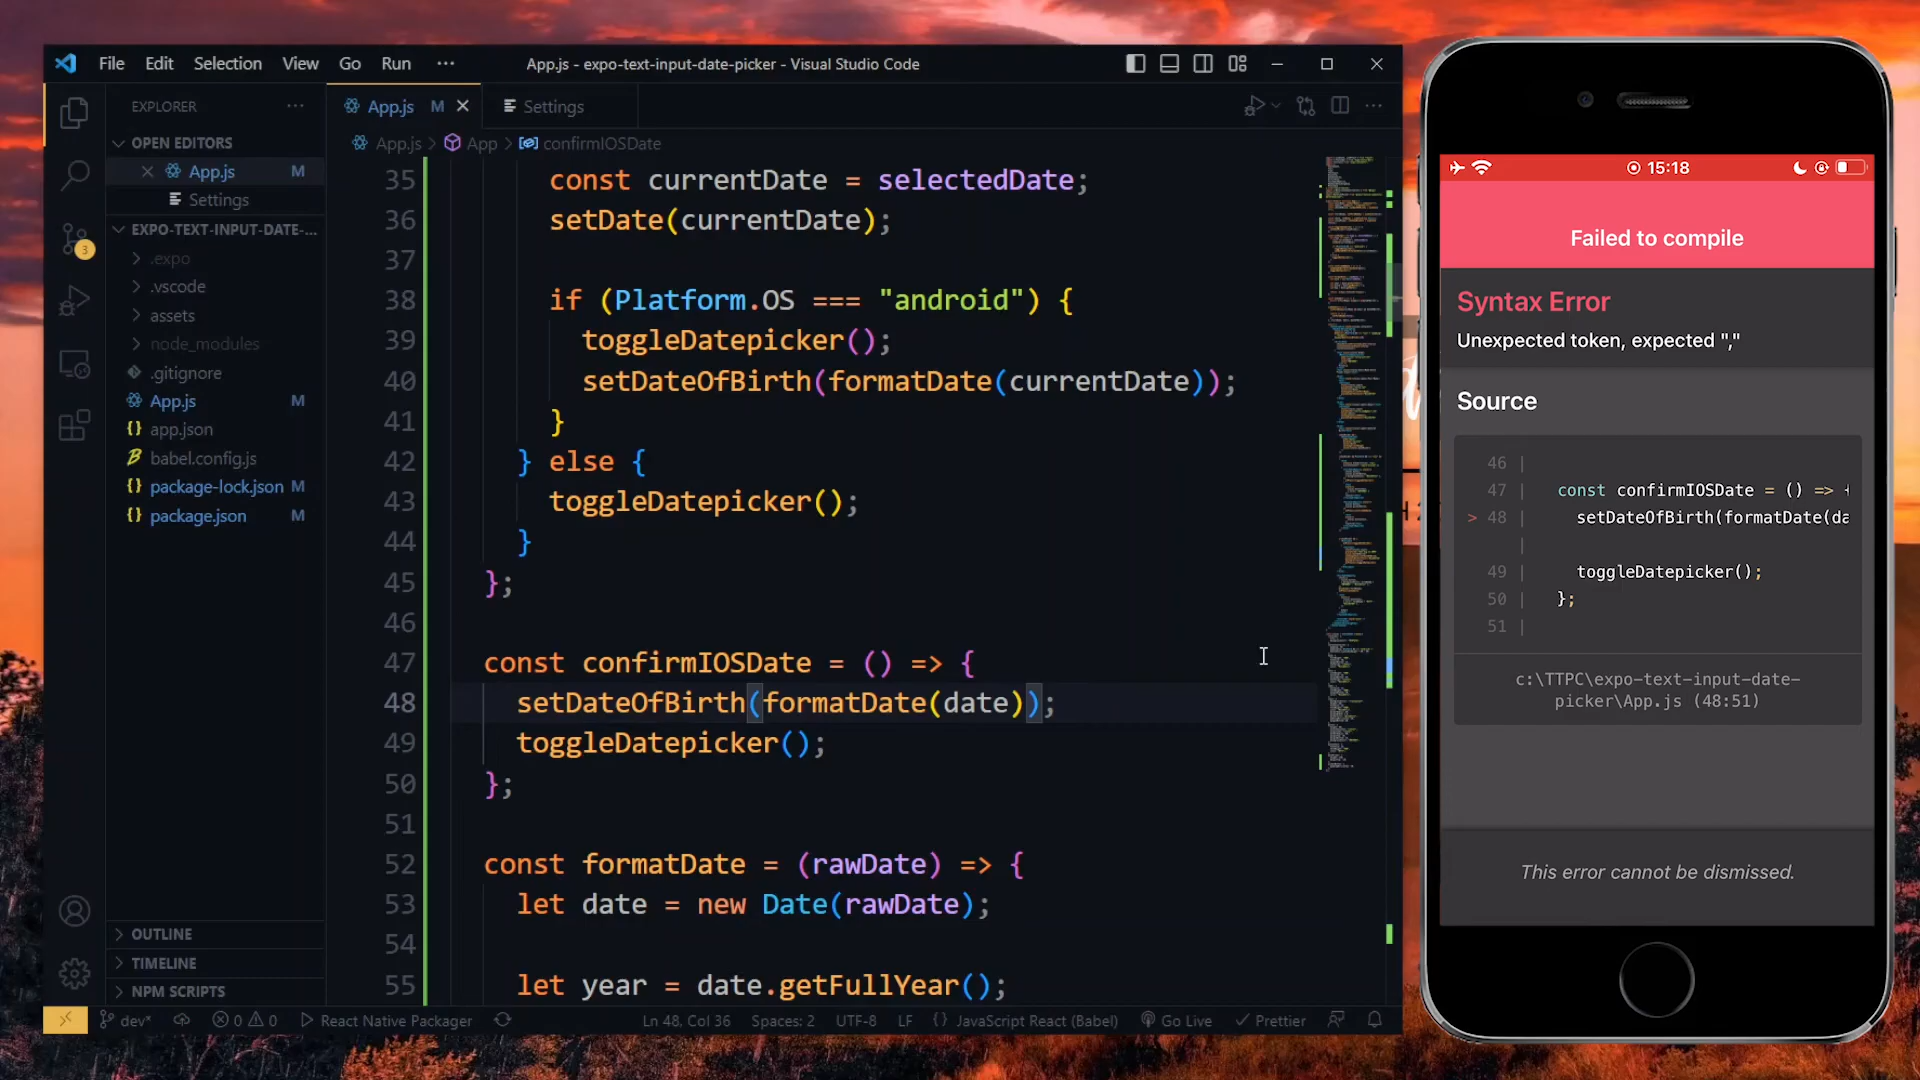 File Edit Selection View Go Run ···
App.js - expo-text-input-date-picker - Visual Studio Code
EXPLORER ···
OPEN EDITORS
App.js M
Settings
EXPO-TEXT-INPUT-DATE-...
.expo
.vscode
assets
node_modules
.gitignore
App.js M
app.json
babel.config.js
package-lock.json M
package.json M
OUTLINE
TIMELINE
NPM SCRIPTS
3
App.js M
Settings
App.js > App > confirmIOSDate
35 const currentDate = selectedDate;
36 setDate(currentDate);
37
38 if (Platform.OS === "android") {
39 toggleDatepicker();
40 setDateOfBirth(formatDate(currentDate));
41 }
42 } else {
43 toggleDatepicker();
44 }
45 };
46
47 const confirmIOSDate = () => {
48 setDateOfBirth(formatDate(date));
49 toggleDatepicker();
50 };
51
52 const formatDate = (rawDate) => {
53 let date = new Date(rawDate);
54
55 let year = date.getFullYear();
dev* 0 0 React Native Packager Ln 48, Col 36 Spaces: 2 UTF-8 LF {} JavaScript React (Babel) Go Live Prettier
15:18
Failed to compile
Syntax Error
Unexpected token, expected ","
Source
46 |
47 | const confirmIOSDate = () => {
> 48 | setDateOfBirth(formatDate(da
|
49 | toggleDatepicker();
50 | };
51 |
c:\TTPC\expo-text-input-date-
picker\App.js (48:51)
This error cannot be dismissed.